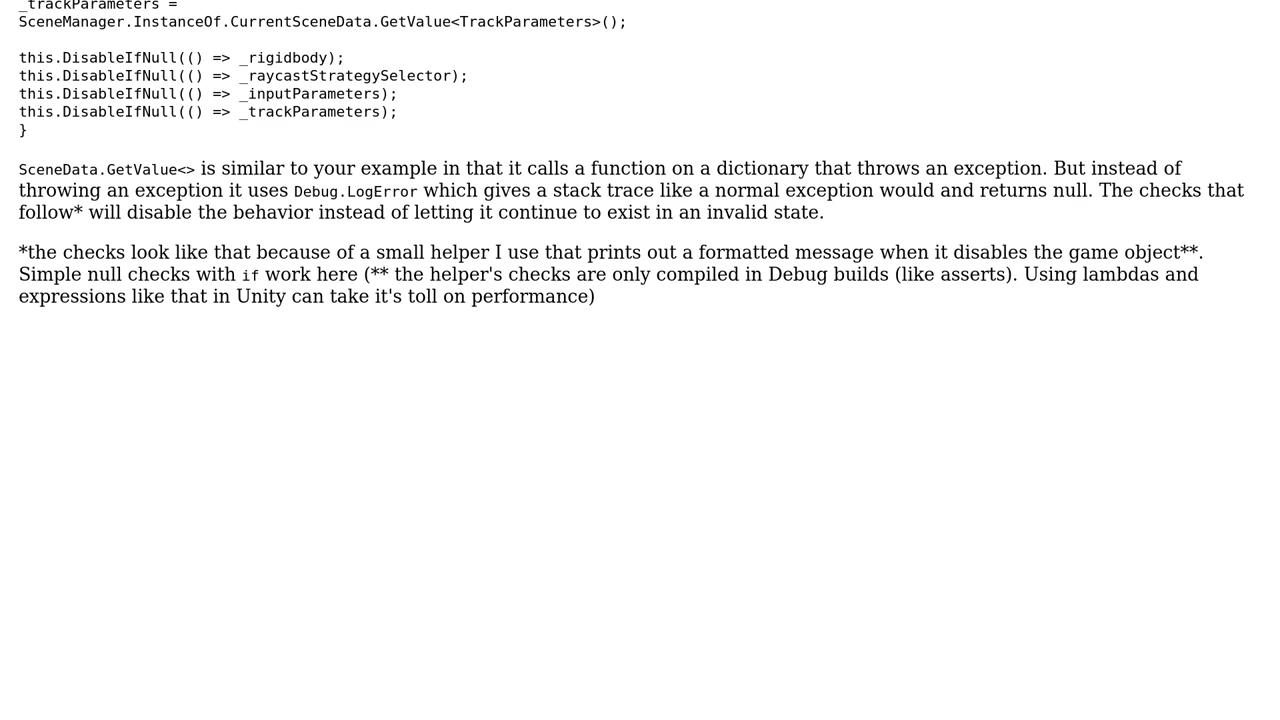 _trackParameters =
SceneManager.InstanceOf.CurrentSceneData.GetValue<TrackParameters>();
this.DisableIfNull(() => _rigidbody);
this.DisableIfNull(() => _raycastStrategySelector);
this.DisableIfNull(() => _inputParameters);
this.DisableIfNull(() => _trackParameters);
}
SceneData.GetValue<> is similar to your example in that it calls a function on a dictionary that throws an exception. But instead of
throwing an exception it uses Debug.LogError which gives a stack trace like a normal exception would and returns null. The checks that
follow* will disable the behavior instead of letting it continue to exist in an invalid state.
*the checks look like that because of a small helper I use that prints out a formatted message when it disables the game object**.
Simple null checks with if work here (** the helper's checks are only compiled in Debug builds (like asserts). Using lambdas and
expressions like that in Unity can take it's toll on performance)